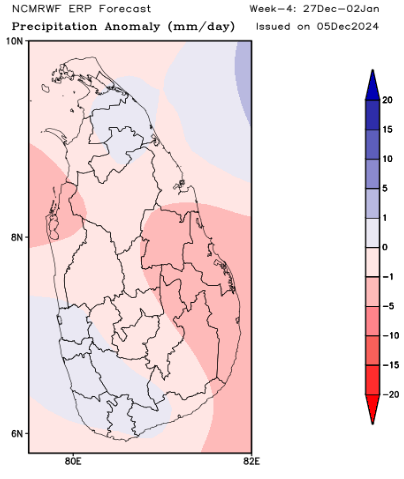 NCMRWF ERP Forecast Week-4: 27Dec-02Jan
Precipitation Anomaly (mm/day) Issued on 05Dec2024
10N
8N
6N
80E 82E
20
15
10
5
1
0
-1
-5
-10
-15
-20